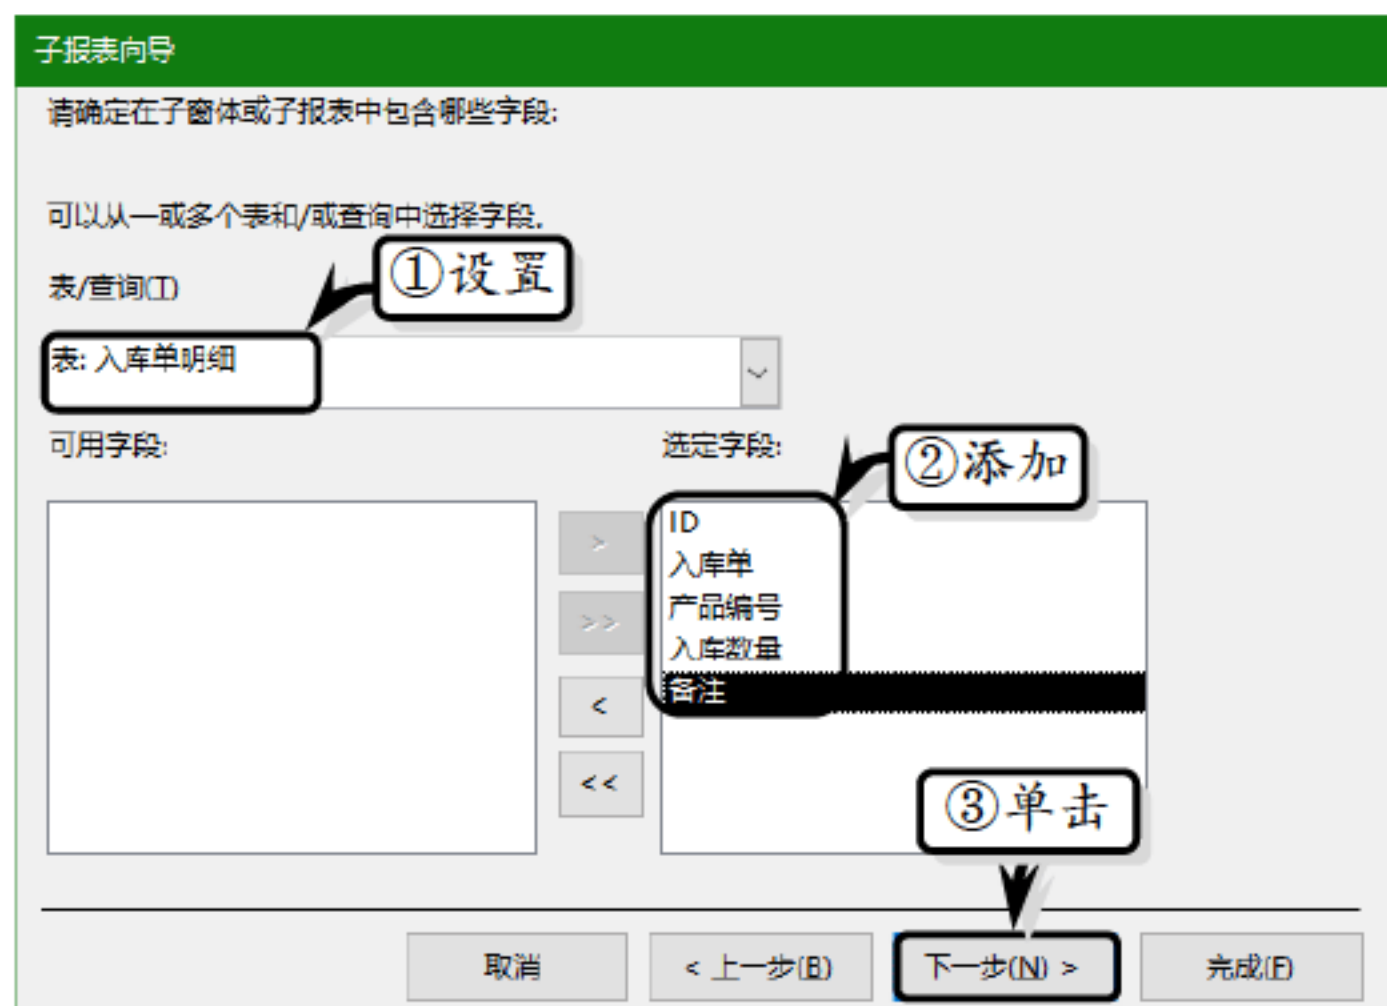 子报表向导
请确定在子窗体或子报表中包含哪些字段:
可以从一或多个表和/或查询中选择字段。
①设置
表/查询(T)
表: 入库单明细
可用字段:
选定字段:
②添加
ID
入库单
产品编号
入库数量
备注
>
>>
<
<<
③单击
取消
< 上一步(B)
下一步(N) >
完成(F)